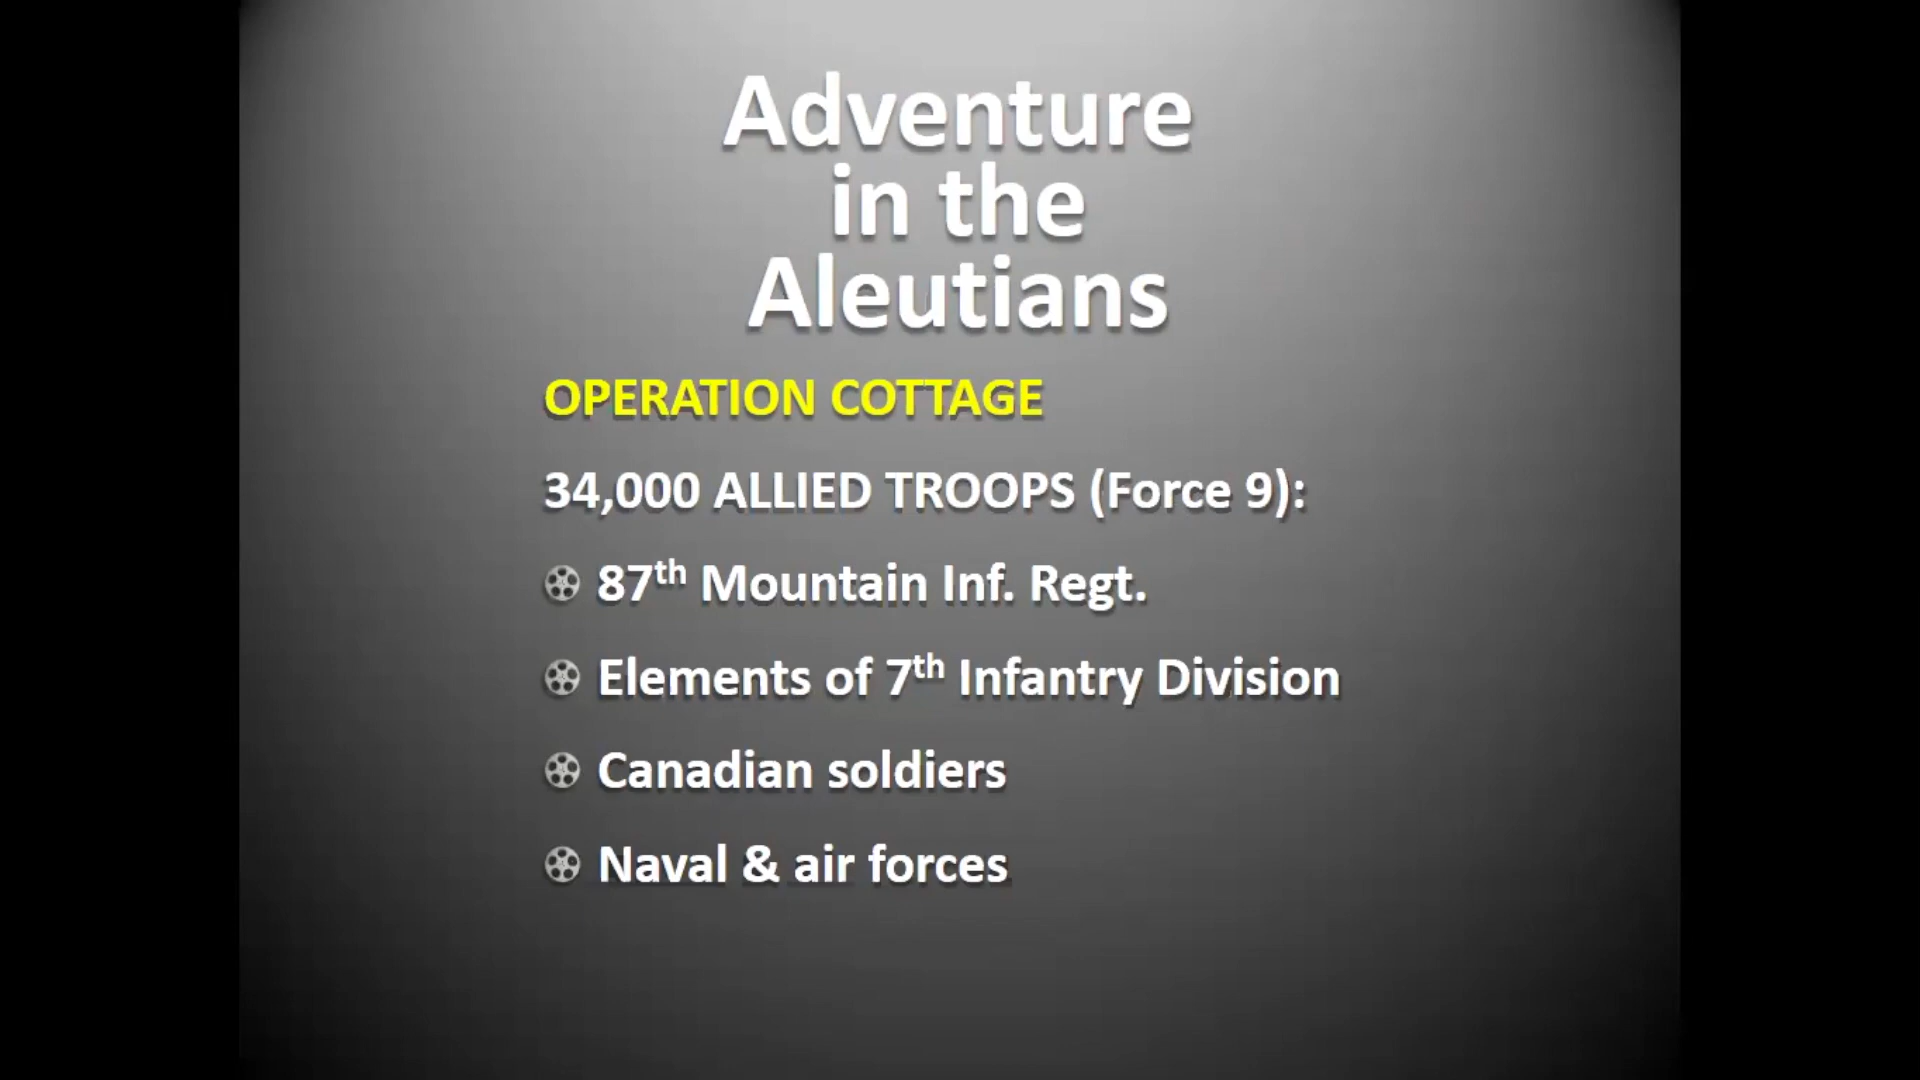 Adventure
in the
Aleutians
OPERATION COTTAGE
34,000 ALLIED TROOPS (Force 9):
87th Mountain Inf. Regt.
Elements of 7th Infantry Division
Canadian soldiers
Naval & air forces